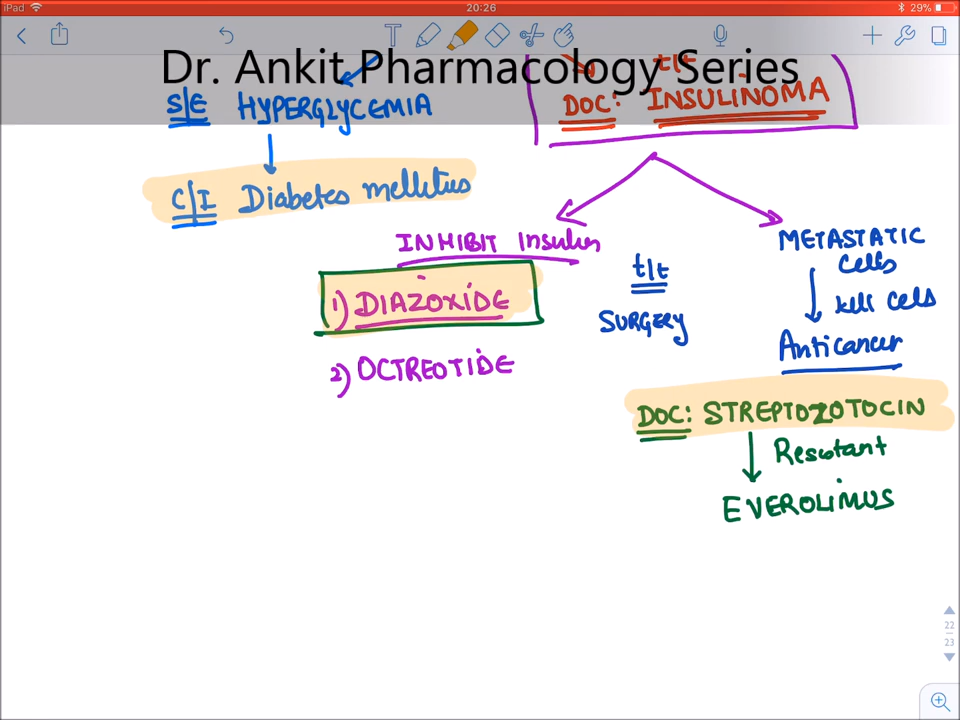 iPad 20:26 29%
T
Dr. Ankit Pharmacology Series
t/t
S/E HYPERGLYCEMIA
DOC: INSULINOMA
C/I Diabetes mellitus
INHIBIT Insulin
METASTATIC
cells
kill cells
Anticancer
t/t
SURGERY
1) DIAZOXIDE
2) OCTREOTIDE
DOC: STREPTOZOTOCIN
Resistant
EVEROLIMUS
22
23